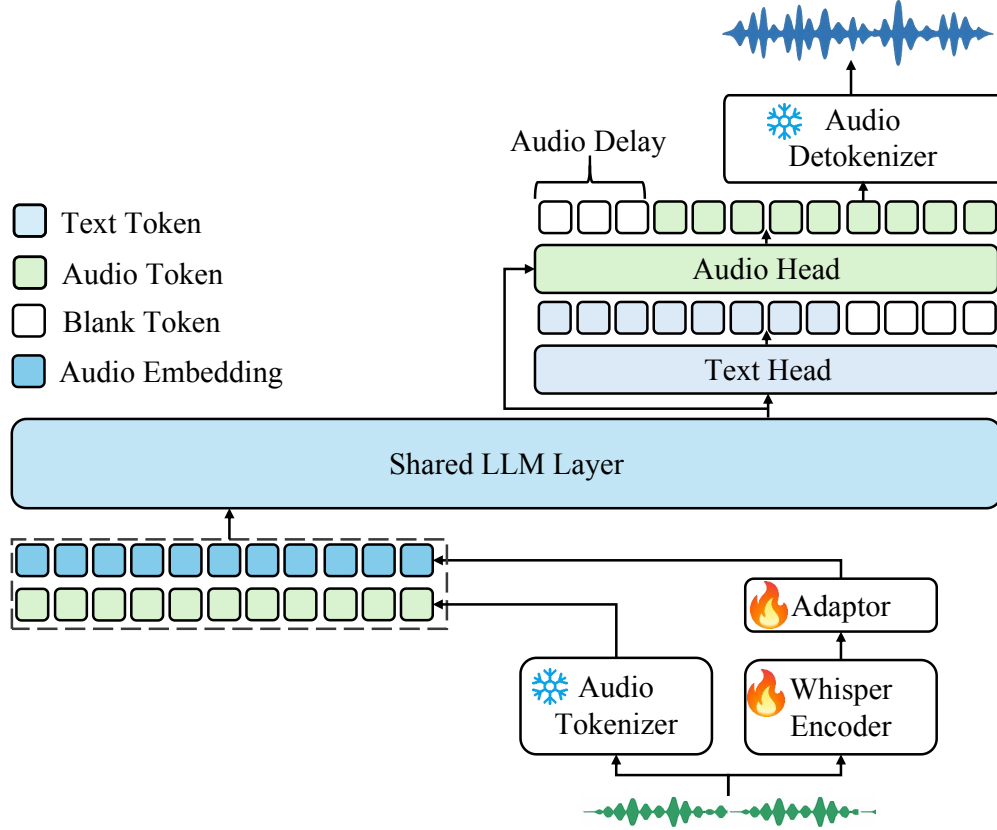 Audio
Detokenizer
Audio Delay
Text Token
Audio Token
Blank Token
Audio Embedding
Audio Head
Text Head
Shared LLM Layer
Adaptor
Audio
Tokenizer
Whisper
Encoder